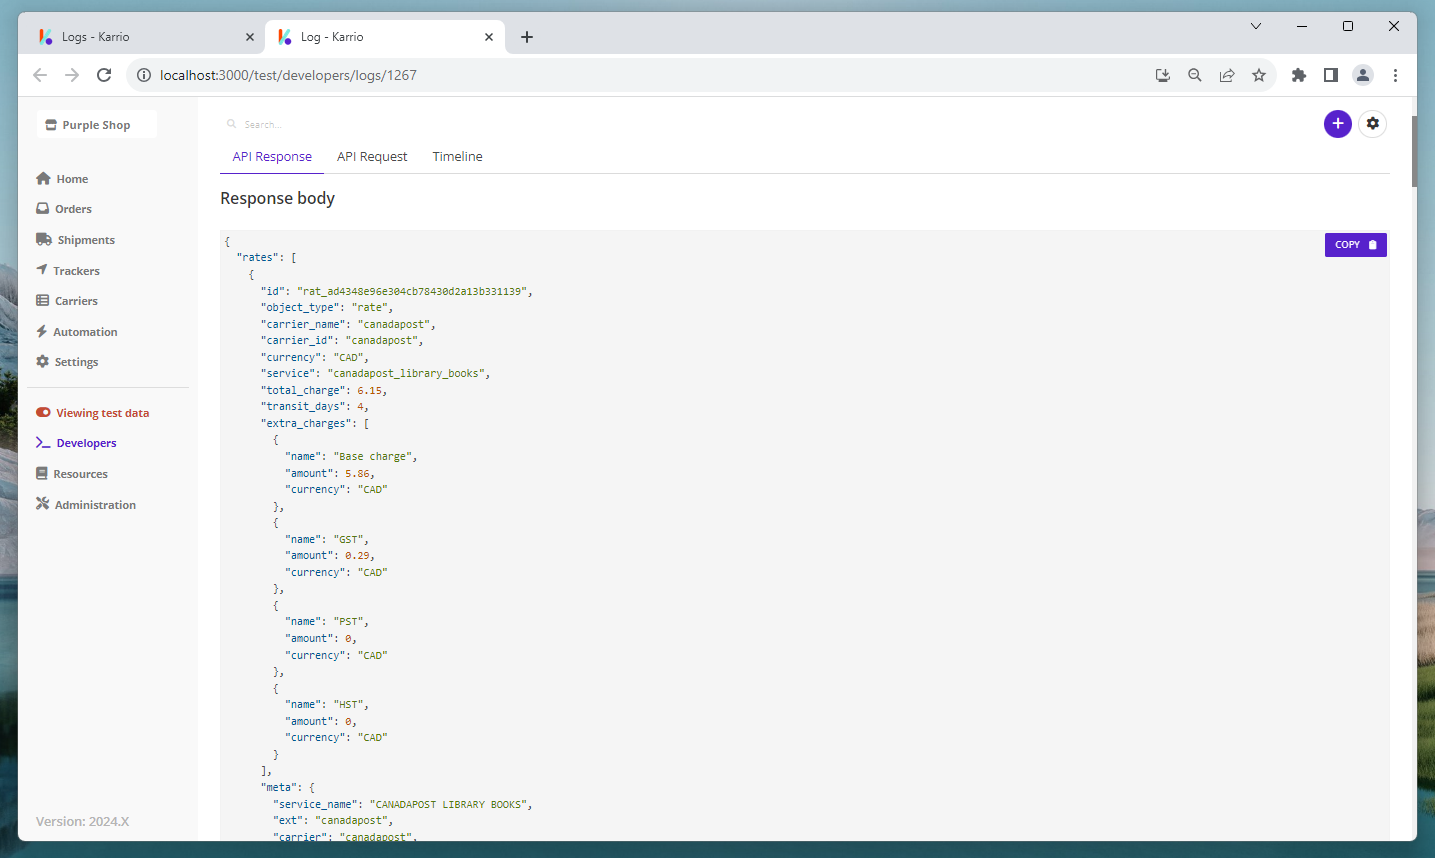 Logs - Karrio
Log - Karrio
localhost:3000/test/developers/logs/1267
Purple Shop
Search...
Home
Orders
Shipments
Trackers
Carriers
Automation
Settings
Viewing test data
Developers
Resources
Administration
Version: 2024.X
API Response API Request Timeline
Response body
COPY
{
"rates": [
{
"id": "rat_ad4348e96e304cb78430d2a13b331139",
"object_type": "rate",
"carrier_name": "canadapost",
"carrier_id": "canadapost",
"currency": "CAD",
"service": "canadapost_library_books",
"total_charge": 6.15,
"transit_days": 4,
"extra_charges": [
{
"name": "Base charge",
"amount": 5.86,
"currency": "CAD"
},
{
"name": "GST",
"amount": 0.29,
"currency": "CAD"
},
{
"name": "PST",
"amount": 0,
"currency": "CAD"
},
{
"name": "HST",
"amount": 0,
"currency": "CAD"
}
],
"meta": {
"service_name": "CANADAPOST LIBRARY BOOKS",
"ext": "canadapost",
"carrier": "canadapost",